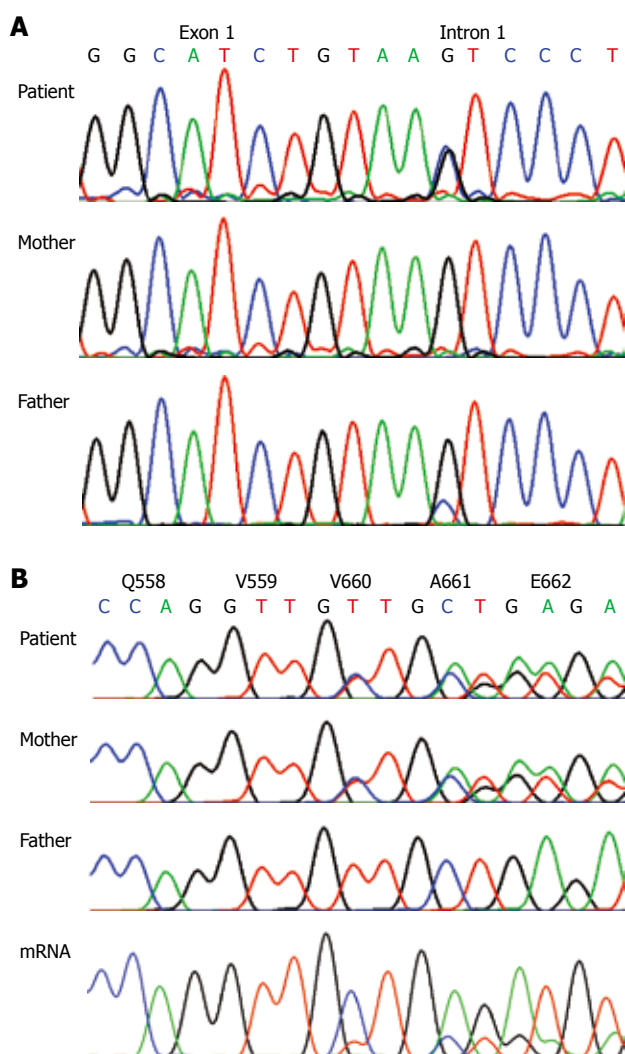 A
Exon 1 Intron 1
G G C A T C T G T A A G T C C C T
Patient
Mother
Father
B
Q558 V559 V660 A661 E662
C C A G G T T G T T G C T G A G A
Patient
Mother
Father
mRNA